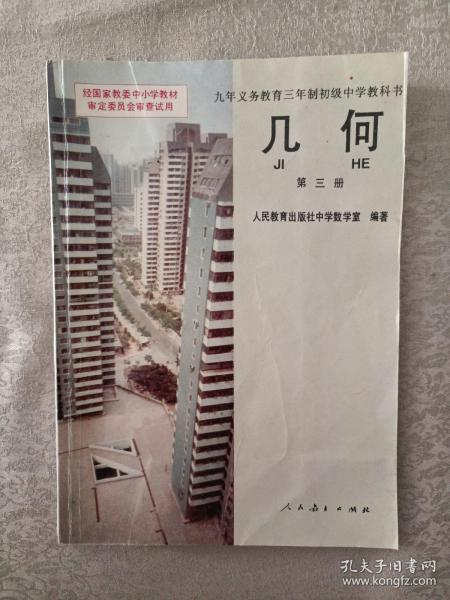 经国家教委中小学教材
审定委员会审查试用
九年义务教育三年制初级中学教科书
几何
JI HE
第三册
人民教育出版社中学数学室 编著
人民教育出版社
孔夫子旧书网
www.kongfz.com